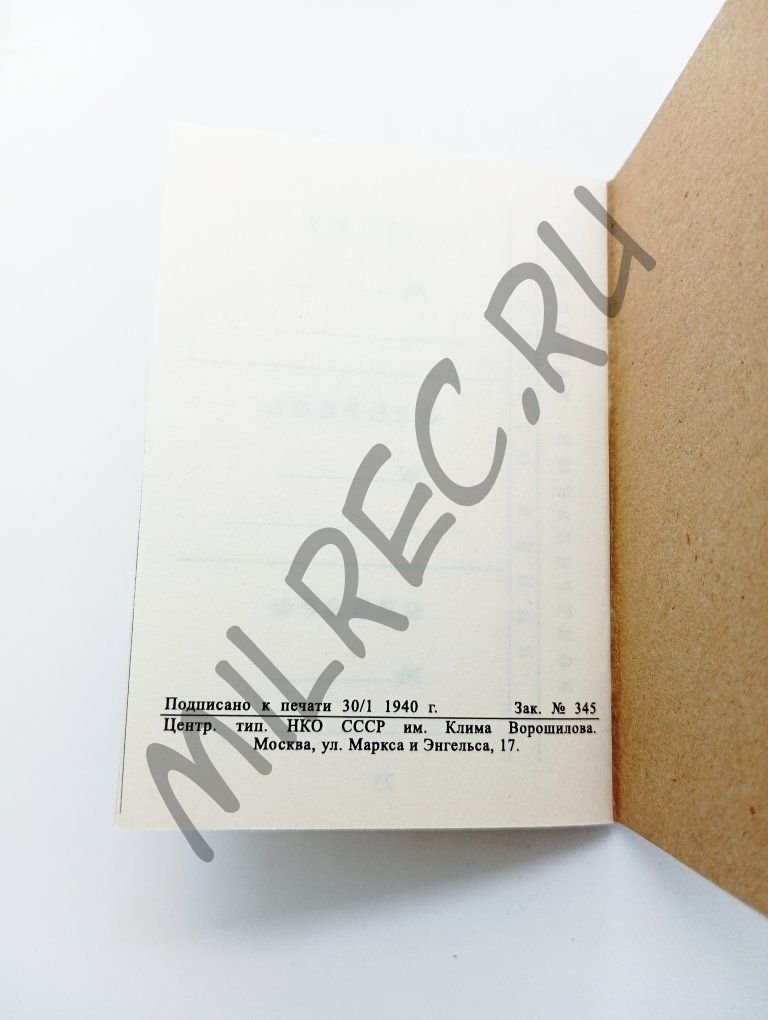 MILREC.RU
Подписано к печати 30/1 1940 г. Зак. № 345
Центр. тип. НКО СССР им. Клима Ворошилова.
Москва, ул. Маркса и Энгельса, 17.